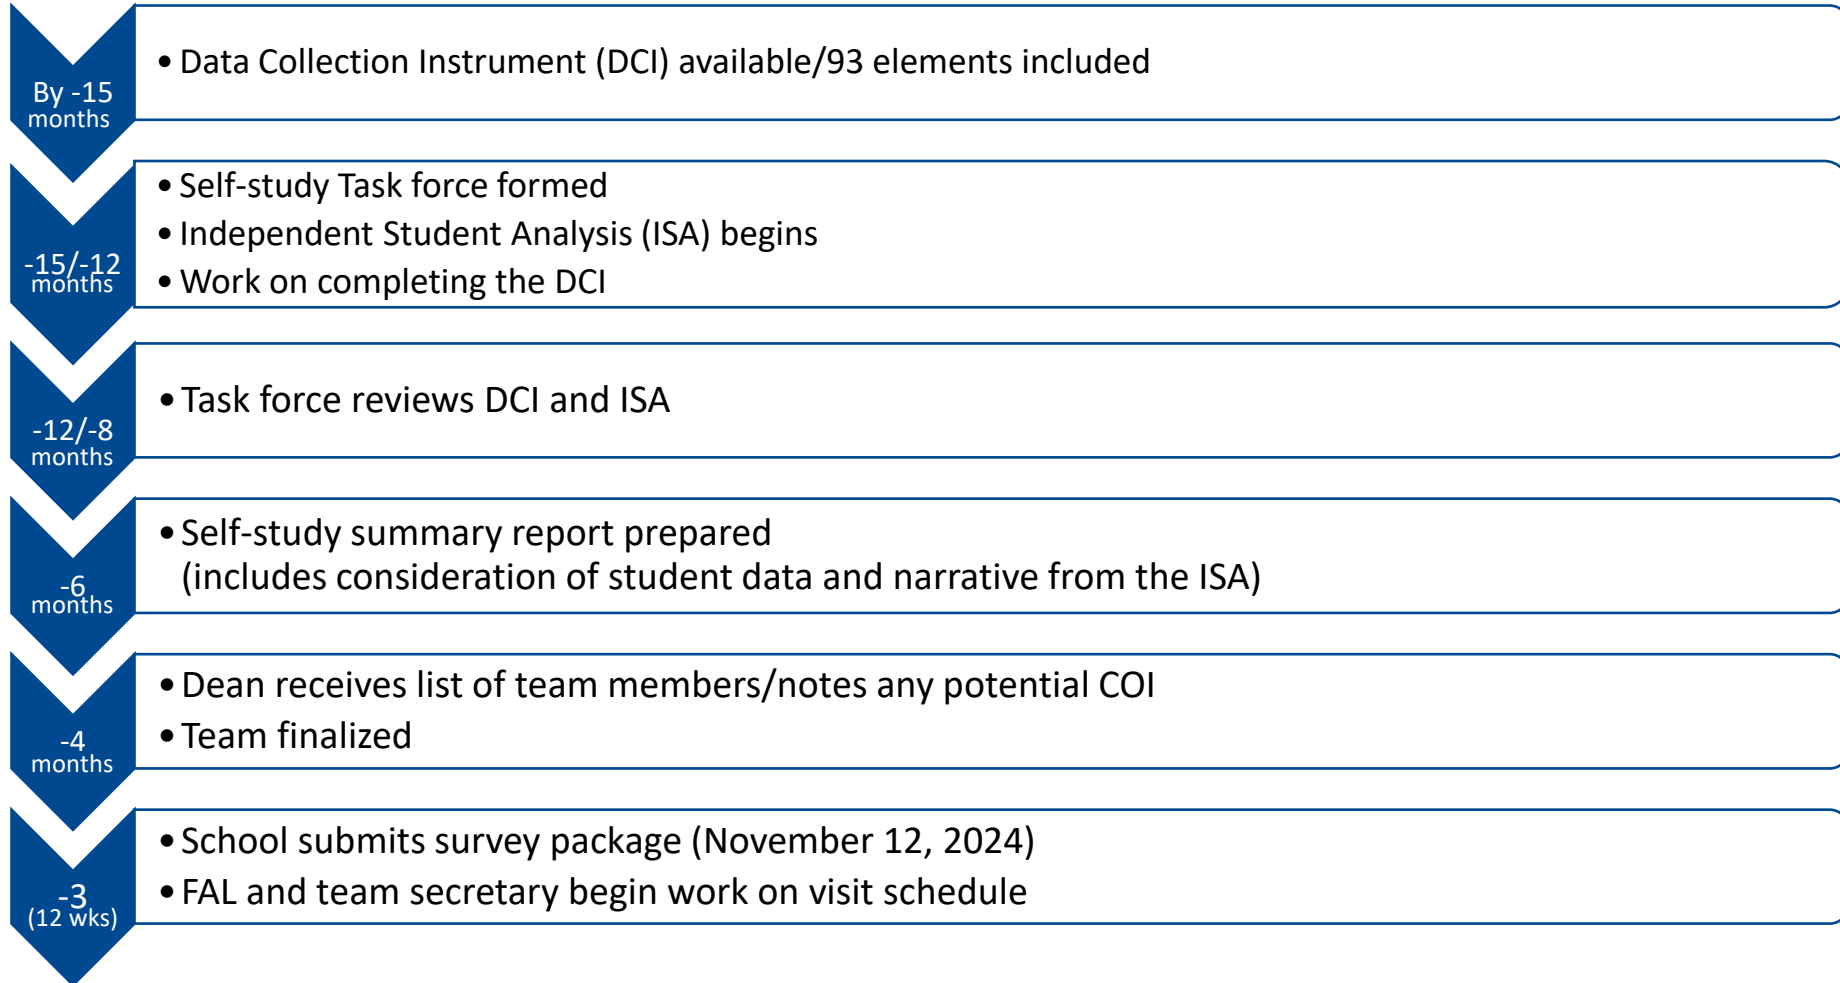 By -15
months
• Data Collection Instrument (DCI) available/93 elements included
-15/-12
months
• Self-study Task force formed
• Independent Student Analysis (ISA) begins
• Work on completing the DCI
-12/-8
months
• Task force reviews DCI and ISA
-6
months
• Self-study summary report prepared
(includes consideration of student data and narrative from the ISA)
-4
months
• Dean receives list of team members/notes any potential COI
• Team finalized
-3
(12 wks)
• School submits survey package (November 12, 2024)
• FAL and team secretary begin work on visit schedule